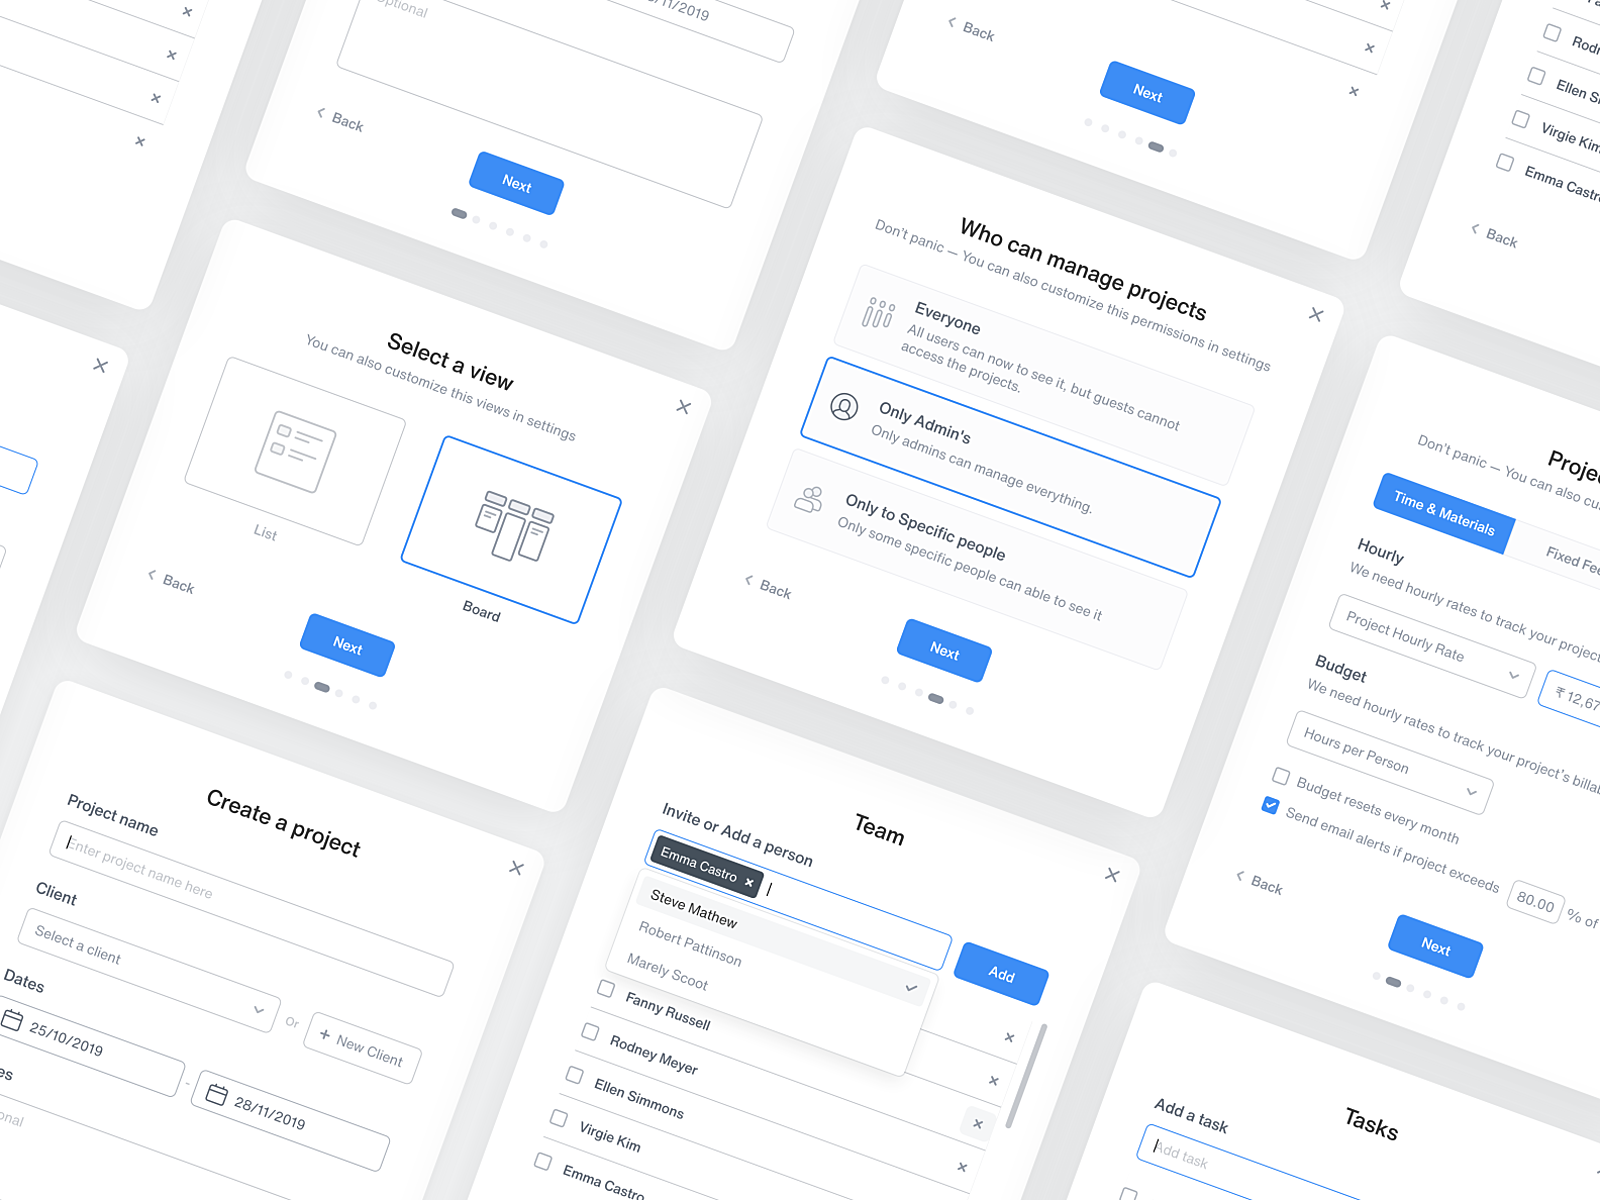 Optional
/11/2019
Back
Next
Back
Next
Rodn
Ellen Si
Virgie Kim
Emma Castro
Back
Select a view
You can also customize this views in settings
List
Board
Back
Next
Who can manage projects
Don't panic — You can also customize this permissions in settings
Everyone
All users can now to see it, but guests cannot
access the projects.
Only Admin's
Only admins can manage everything.
Only to Specific people
Only some specific people can able to see it
Back
Next
Projec
Don't panic — You can also cu
Time & Materials
Fixed Fee
Hourly
We need hourly rates to track your project
Project Hourly Rate
₹ 12,67
Budget
We need hourly rates to track your project's billab
Hours per Person
Budget resets every month
Send email alerts if project exceeds
80.00
% of
Back
Next
Create a project
Project name
Enter project name here
Client
Select a client
Or
+ New Client
Dates
25/10/2019
-
28/11/2019
es
onal
Team
Invite or Add a person
Emma Castro
Add
Steve Mathew
Robert Pattinson
Marely Scoot
Fanny Russell
Rodney Meyer
Ellen Simmons
Virgie Kim
Emma Castro
Tasks
Add a task
Add task